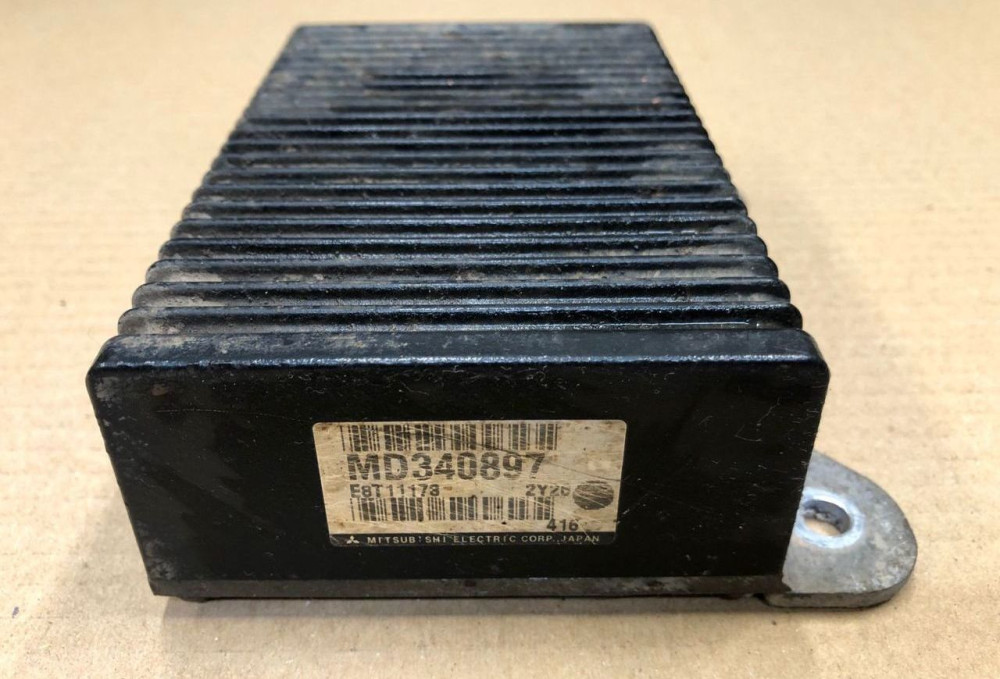 MD340897
E8T11173 2Y26
416
MITSUBISHI ELECTRIC CORP. JAPAN